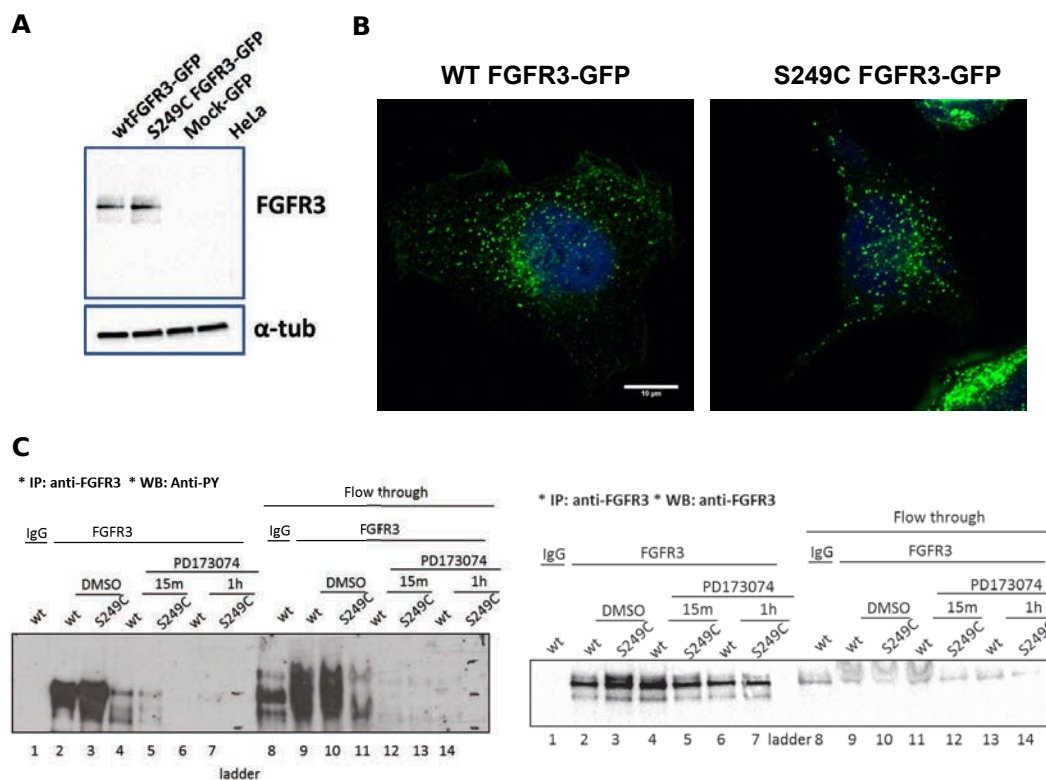 A
wtFGFR3-GFP
S249C FGFR3-GFP
Mock-GFP
HeLa
FGFR3
α-tub
B
WT FGFR3-GFP
S249C FGFR3-GFP
10 µm
C
* IP: anti-FGFR3 * WB: Anti-PY
Flow through
IgG FGFR3 IgG FGFR3
PD173074 PD173074
DMSO 15m 1h DMSO 15m 1h
wt wt wt S249C wt S249C wt S249C wt wt wt S249C wt S249C wt S249C
1 2 3 4 5 6 7 8 9 10 11 12 13 14
ladder
* IP: anti-FGFR3 * WB: anti-FGFR3
Flow through
IgG FGFR3 IgG FGFR3
PD173074 PD173074
DMSO 15m 1h DMSO 15m 1h
wt wt wt S249C wt S249C wt S249C wt wt wt S249C wt S249C wt S249C
1 2 3 4 5 6 7 ladder 8 9 10 11 12 13 14